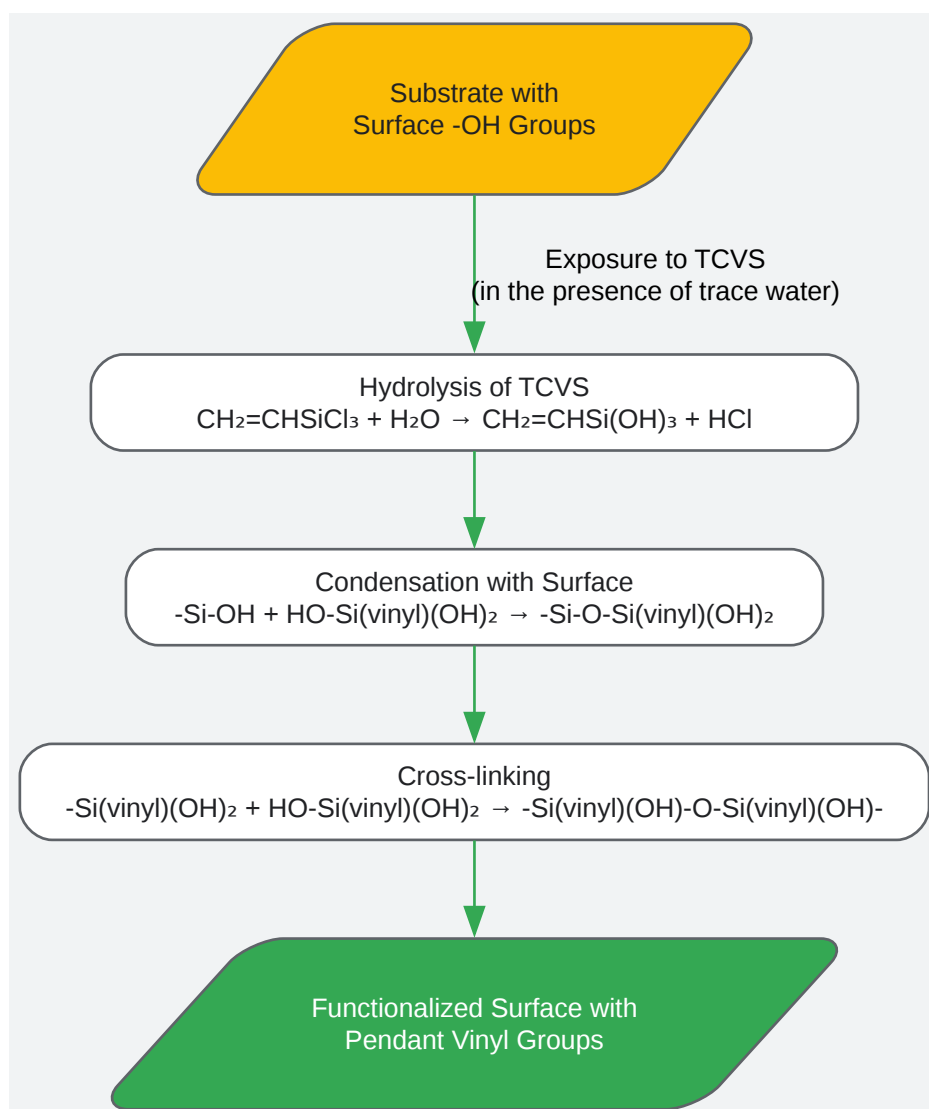 Substrate with
Surface -OH Groups
Exposure to TCVS
(in the presence of trace water)
Hydrolysis of TCVS
CH₂=CHSiCl₃ + H₂O → CH₂=CHSi(OH)₃ + HCl
Condensation with Surface
-Si-OH + HO-Si(vinyl)(OH)₂ → -Si-O-Si(vinyl)(OH)₂
Cross-linking
-Si(vinyl)(OH)₂ + HO-Si(vinyl)(OH)₂ → -Si(vinyl)(OH)-O-Si(vinyl)(OH)-
Functionalized Surface with
Pendant Vinyl Groups